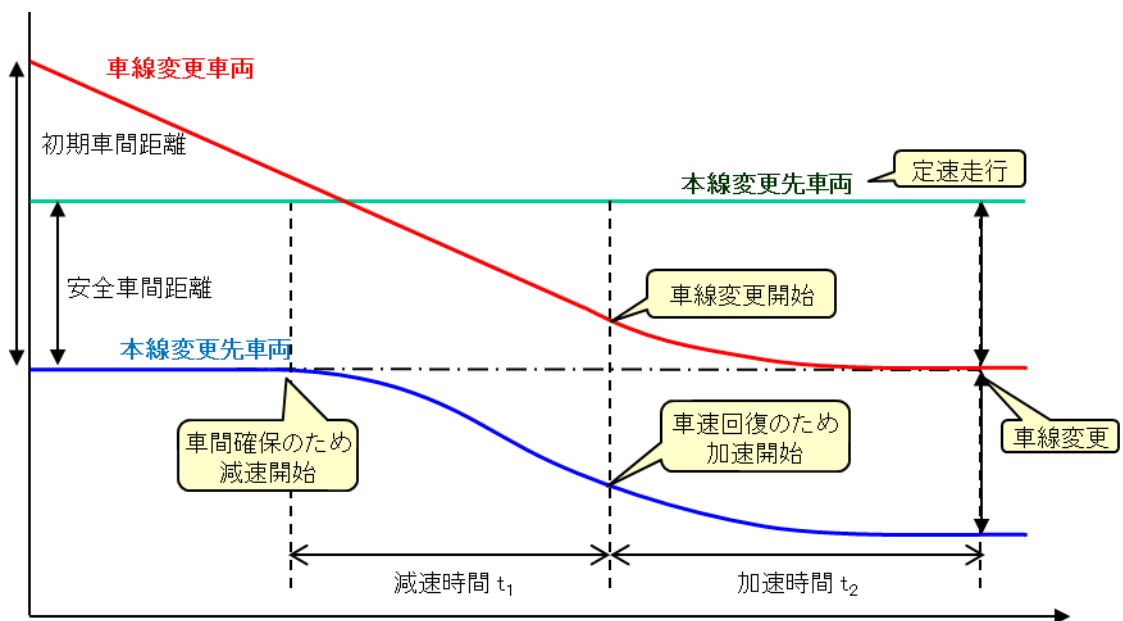 車線変更車両
初期車間距離
定速走行
本線変更先車両
安全車間距離
車線変更開始
本線変更先車両
車間確保のため
減速開始
車速回復のため
加速開始
車線変更
減速時間 t₁
加速時間 t₂